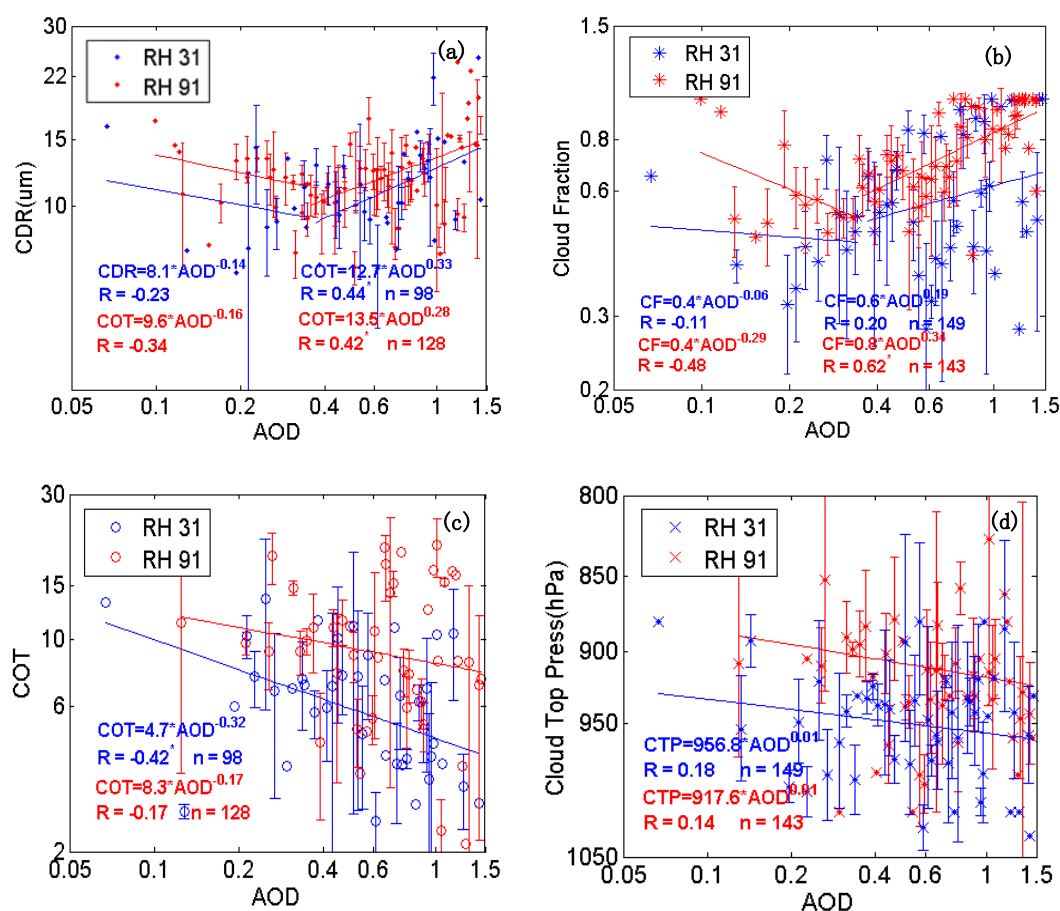 30
22
15
10
CDR(um)
RH 31
RH 91
(a)
CDR=8.1*AOD-0.14
R = -0.23
COT=9.6*AOD-0.16
R = -0.34
COT=12.7*AOD0.33
R = 0.44* n = 98
COT=13.5*AOD0.28
R = 0.42* n = 128
0.05 0.1 0.2 0.4 0.6 1 1.5
AOD
1.5
0.8
0.6
0.3
0.2
Cloud Fraction
RH 31
RH 91
(b)
CF=0.4*AOD-0.06
R = -0.11
CF=0.4*AOD-0.29
R = -0.48
CF=0.6*AOD0.19
R = 0.20 n = 149
CF=0.8*AOD0.34
R = 0.62* n = 143
0.05 0.1 0.2 0.4 0.6 1 1.5
AOD
30
15
10
6
2
COT
RH 31
RH 91
(c)
COT=4.7*AOD-0.32
R = -0.42* n = 98
COT=8.3*AOD-0.17
R = -0.17 n = 128
0.05 0.1 0.2 0.4 0.6 1 1.5
AOD
800
850
900
950
1050
Cloud Top Press(hPa)
RH 31
RH 91
(d)
CTP=956.8*AOD0.01
R = 0.18 n = 149
CTP=917.6*AOD0.01
R = 0.14 n = 143
0.05 0.1 0.2 0.4 0.6 1 1.5
AOD